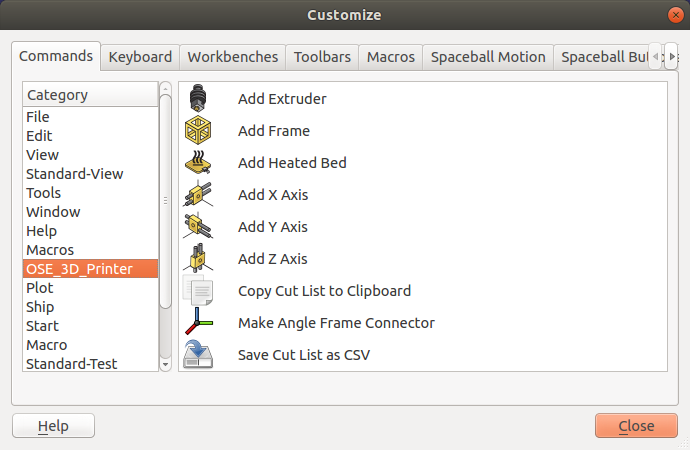 Customize
Commands Keyboard Workbenches Toolbars Macros Spaceball Motion Spaceball
Category
File
Edit
View
Standard-View
Tools
Window
Help
Macros
OSE_3D_Printer
Plot
Ship
Start
Macro
Standard-Test
Add Extruder
Add Frame
Add Heated Bed
Add X Axis
Add Y Axis
Add Z Axis
Copy Cut List to Clipboard
Make Angle Frame Connector
Save Cut List as CSV
Help
Close